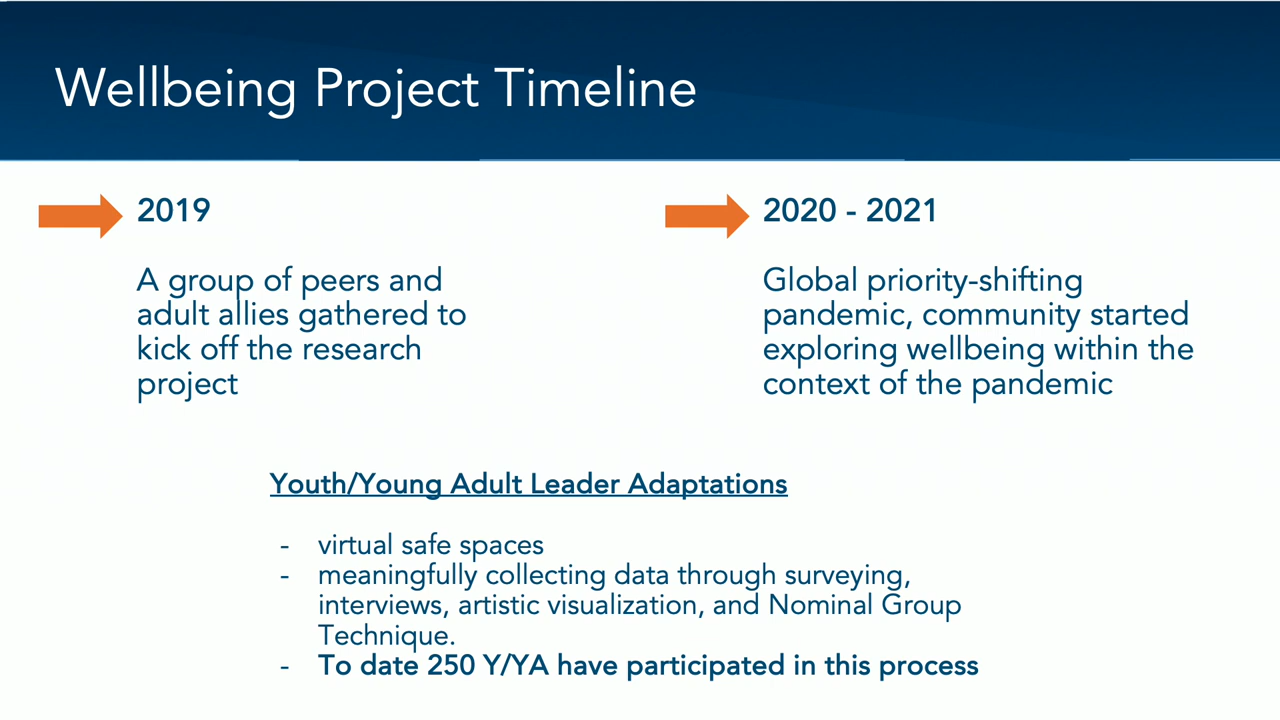 Wellbeing Project Timeline
2019
A group of peers and
adult allies gathered to
kick off the research
project
2020 - 2021
Global priority-shifting
pandemic, community started
exploring wellbeing within the
context of the pandemic
Youth/Young Adult Leader Adaptations
- virtual safe spaces
- meaningfully collecting data through surveying,
interviews, artistic visualization, and Nominal Group
Technique.
- To date 250 Y/YA have participated in this process